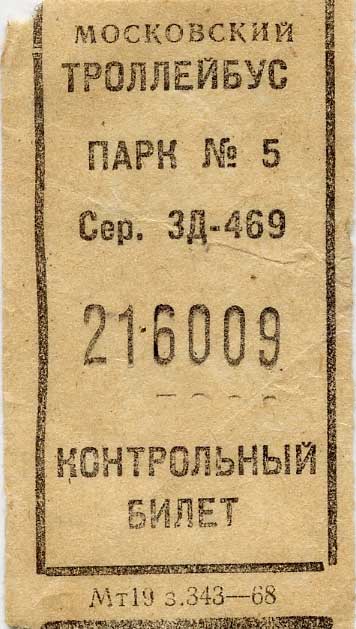 МОСКОВСКИЙ
ТРОЛЛЕЙБУС
ПАРК № 5
Сер. ЗД-469
216009
КОНТРОЛЬНЫЙ
БИЛЕТ
Мт19 з.343—68